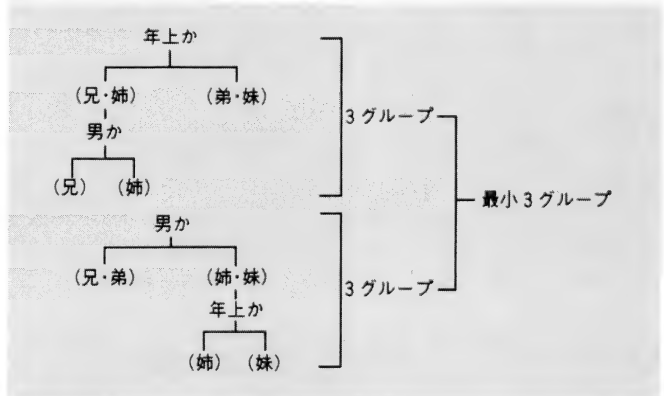 年上か
(兄・姉) (弟・妹)
3グループ
男か
(兄) (姉)
最小3グループ
男か
(兄・弟) (姉・妹)
3グループ
年上か
(姉) (妹)